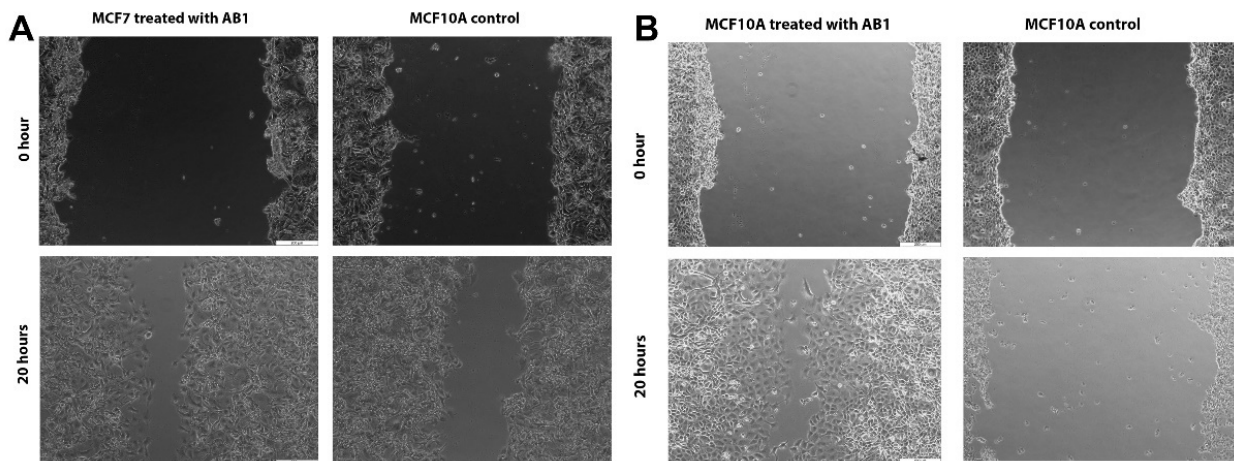 A
MCF7 treated with AB1
MCF10A control
B
MCF10A treated with AB1
MCF10A control
0 hour
0 hour
20 hours
20 hours